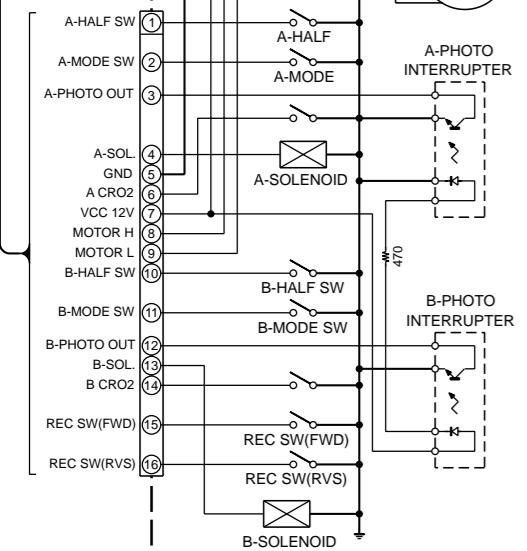 A-HALF SW 1
A-HALF
A-MODE SW 2
A-MODE
A-PHOTO
INTERRUPTER
A-PHOTO OUT 3
A-SOL. 4
GND 5
A-SOLENOID
A CRO2 6
VCC 12V 7
MOTOR H 8
MOTOR L 9
470
B-HALF SW 10
B-HALF SW
B-MODE SW 11
B-MODE SW
B-PHOTO
INTERRUPTER
B-PHOTO OUT 12
B-SOL. 13
B CRO2 14
REC SW(FWD) 15
REC SW(FWD)
REC SW(RVS) 16
REC SW(RVS)
B-SOLENOID